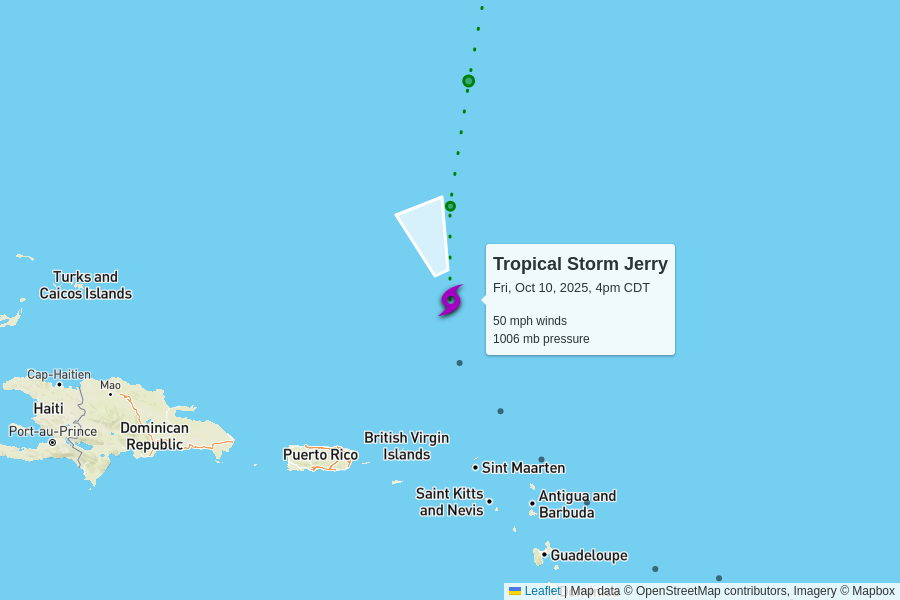 Tropical Storm Jerry
Fri, Oct 10, 2025, 4pm CDT
50 mph winds
1006 mb pressure
Turks and
Caicos Islands
Cap-Haitien
Mao
Haiti
Port-au-Prince
Dominican
Republic
Puerto Rico
British Virgin
Islands
Sint Maarten
Saint Kitts
and Nevis
Antigua and
Barbuda
Guadeloupe
Leaflet | Map data © OpenStreetMap contributors, Imagery © Mapbox